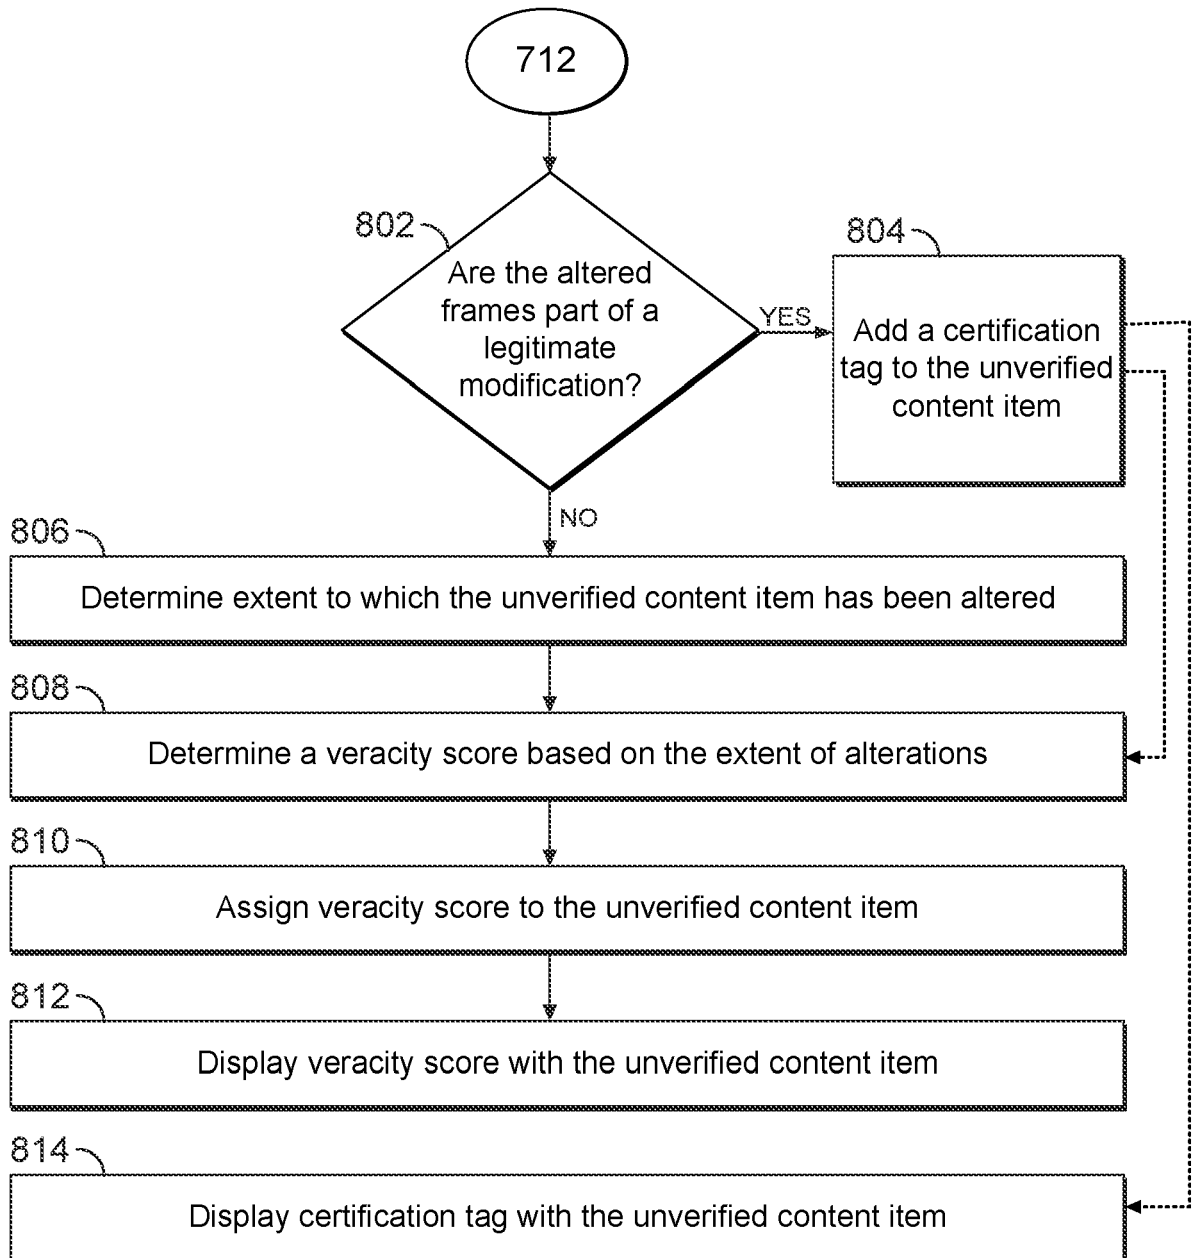 712
802
Are the altered
frames part of a
legitimate
modification?
YES
804
Add a certification
tag to the unverified
content item
NO
806
Determine extent to which the unverified content item has been altered
808
Determine a veracity score based on the extent of alterations
810
Assign veracity score to the unverified content item
812
Display veracity score with the unverified content item
814
Display certification tag with the unverified content item